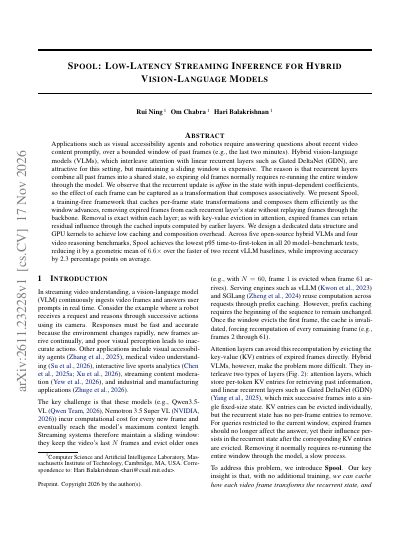 SPOOL: LOW-LATENCY STREAMING INFERENCE FOR HYBRID
VISION-LANGUAGE MODELS
Rui Ning 1 Om Chabra 1 Hari Balakrishnan 1
ABSTRACT
Applications such as visual accessibility agents and robotics require answering questions about recent video
content promptly, over a bounded window of past frames (e.g., the last two minutes). Hybrid vision-language
models (VLMs), which interleave attention with linear recurrent layers such as Gated DeltaNet (GDN), are
attractive for this setting, but maintaining a sliding window is expensive. The reason is that recurrent layers
combine all past frames into a shared state, so expiring old frames normally requires re-running the entire window
through the model. We observe that the recurrent update is affine in the state with input-dependent coefficients,
so the effect of each frame can be captured as a transformation that composes associatively. We present Spool,
a training-free framework that caches per-frame state transformations and composes them efficiently as the
window advances, removing expired frames from each recurrent layer's state without replaying frames through the
backbone. Removal is exact within each layer; as with key-value eviction in attention, expired frames can retain
residual influence through the cached inputs computed by earlier layers. We design a dedicated data structure and
GPU kernels to achieve low caching and composition overhead. Across five open-source hybrid VLMs and four
video reasoning benchmarks, Spool achieves the lowest p95 time-to-first-token in all 20 model–benchmark tests,
reducing it by a geometric mean of 6.6× over the faster of two recent vLLM baselines, while improving accuracy
by 2.3 percentage points on average.
arXiv:2611.23228v1 [cs.CV] 17 Nov 2026
1 INTRODUCTION
In streaming video understanding, a vision-language model
(VLM) continuously ingests video frames and answers user
prompts in real time. Consider the example where a robot
receives a request and reasons through successive actions
using its camera. Responses must be fast and accurate
because the environment changes rapidly, new frames ar-
rive continually, and poor visual perception leads to inac-
curate actions. Other applications include visual accessibil-
ity agents (Zhang et al., 2025), medical video understand-
ing (Su et al., 2026), interactive live sports analytics (Chen
et al., 2025a; Xu et al., 2026), streaming content modera-
tion (Yew et al., 2026), and industrial and manufacturing
applications (Zhuge et al., 2026).
The key challenge is that these models (e.g., Qwen3.5-
VL (Qwen Team, 2026), Nemotron 3.5 Super VL (NVIDIA,
2026)) incur computational cost for every new frame and
eventually reach the model's maximum context length.
Streaming systems therefore maintain a sliding window:
they keep the video's last N frames and evict older ones
1Computer Science and Artificial Intelligence Laboratory, Mas-
sachusetts Institute of Technology, Cambridge, MA, USA. Corre-
spondence to: Hari Balakrishnan <hari@csail.mit.edu>.
Preprint. Copyright 2026 by the author(s).
(e.g., with N = 60, frame 1 is evicted when frame 61 ar-
rives). Serving engines such as vLLM (Kwon et al., 2023)
and SGLang (Zheng et al., 2024) reuse computation across
requests through prefix caching. However, prefix caching
requires the beginning of the sequence to remain unchanged.
Once the window evicts the first frame, the cache is invali-
dated, forcing recomputation of every remaining frame (e.g.,
frames 2 through 61).
Attention layers can avoid this recomputation by evicting the
key-value (KV) entries of expired frames directly. Hybrid
VLMs, however, make the problem more difficult. They in-
terleave two types of layers (Fig. 2): attention layers, which
store per-token KV entries for retrieving past information,
and linear recurrent layers such as Gated DeltaNet (GDN)
(Yang et al., 2025), which mix successive frames into a sin-
gle fixed-size state. KV entries can be evicted individually,
but the recurrent state has no per-frame entries to remove.
For queries restricted to the current window, expired frames
should no longer affect the answer, yet their influence per-
sists in the recurrent state after the corresponding KV entries
are evicted. Removing it normally requires re-running the
entire window through the model, a slow process.
To address this problem, we introduce Spool. Our key
insight is that, with no additional training, we can cache
how each video frame transforms the recurrent state, and